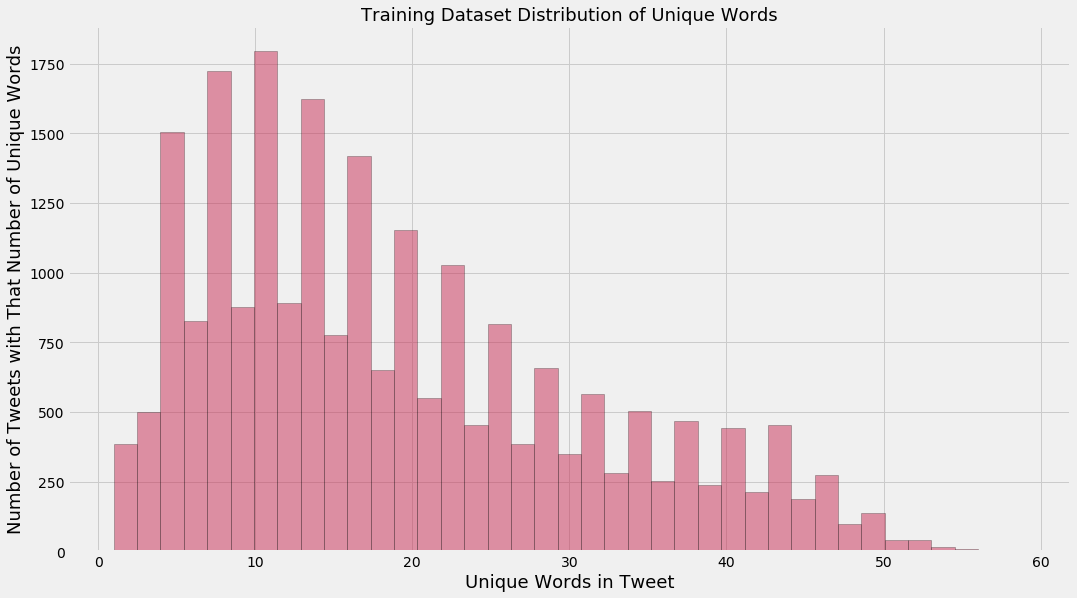 Training Dataset Distribution of Unique Words
Number of Tweets with That Number of Unique Words
1750
1500
1250
1000
750
500
250
0
0 10 20 30 40 50 60
Unique Words in Tweet